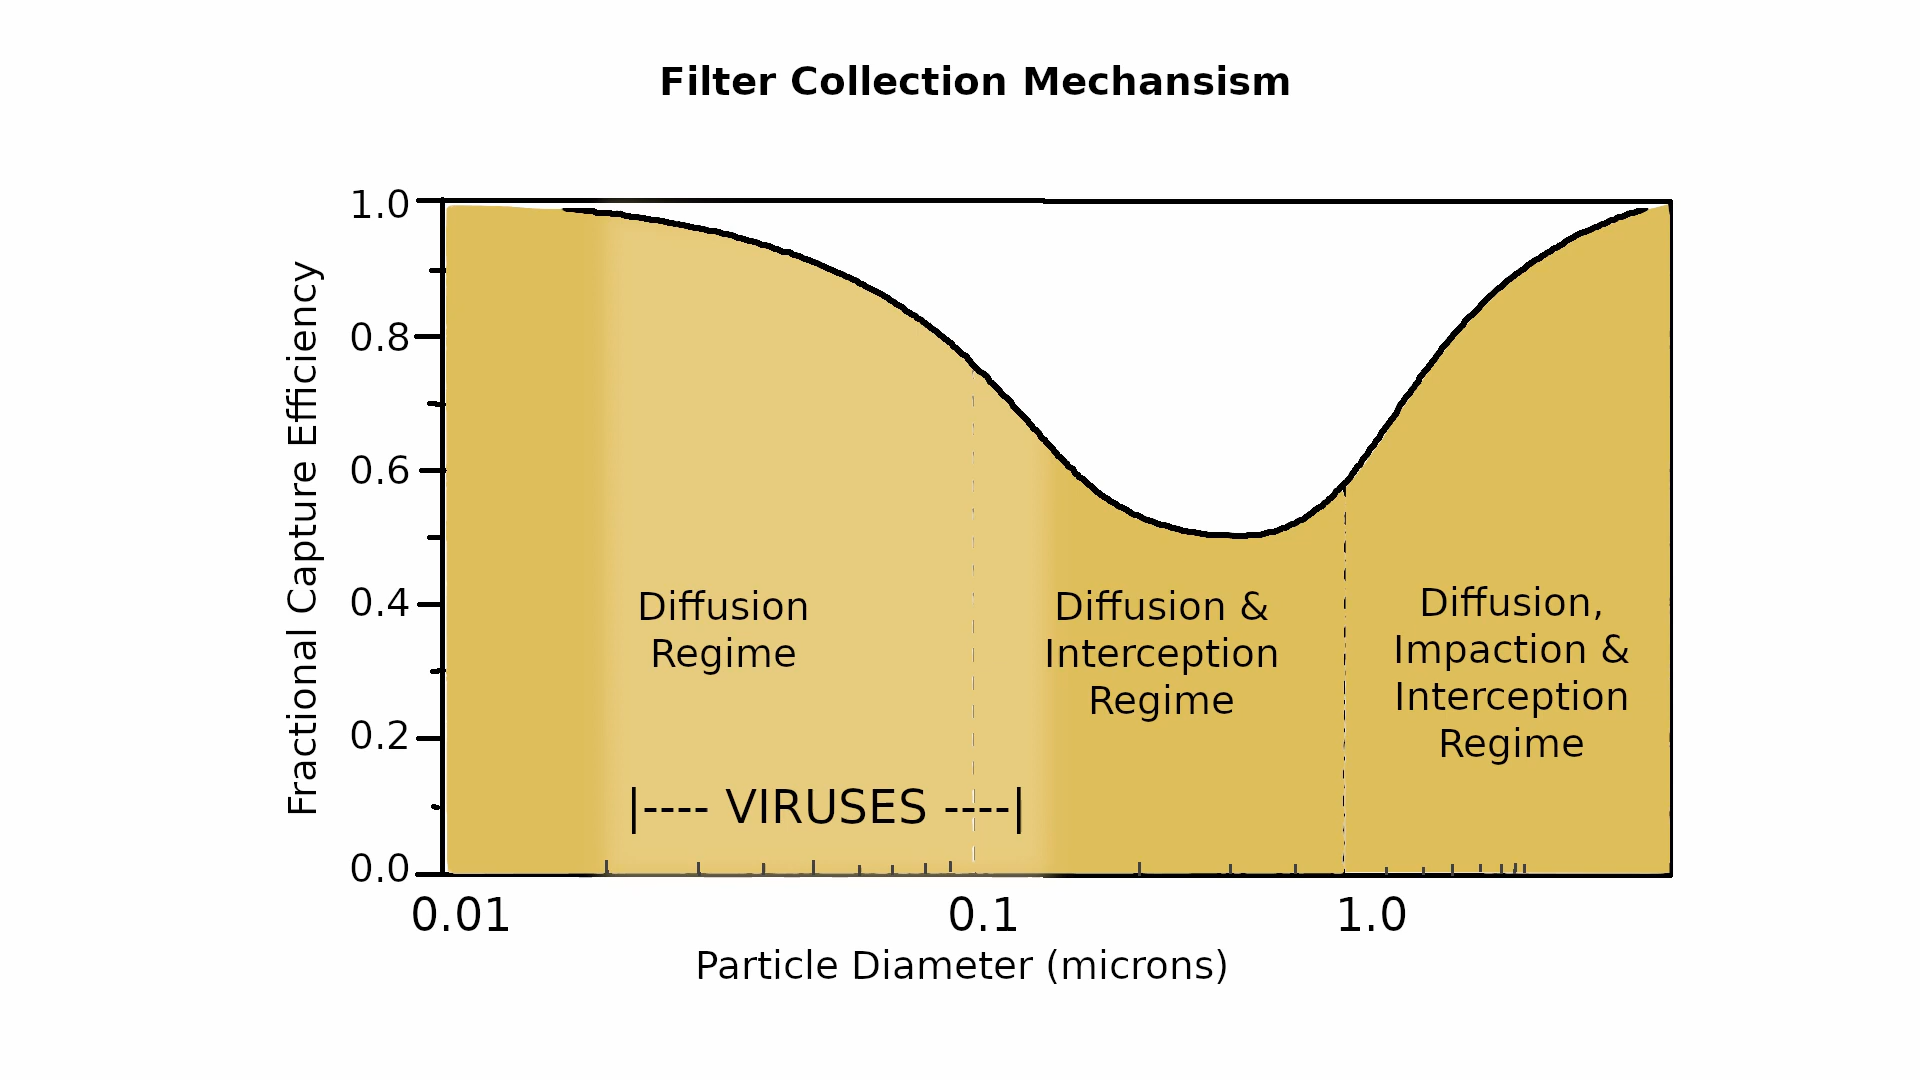 Filter Collection Mechansism
Fractional Capture Efficiency
1.0
0.8
0.6
0.4
0.2
0.0
Diffusion
Regime
Diffusion &
Interception
Regime
Diffusion,
Impaction &
Interception
Regime
|---- VIRUSES ----|
0.01
0.1
1.0
Particle Diameter (microns)